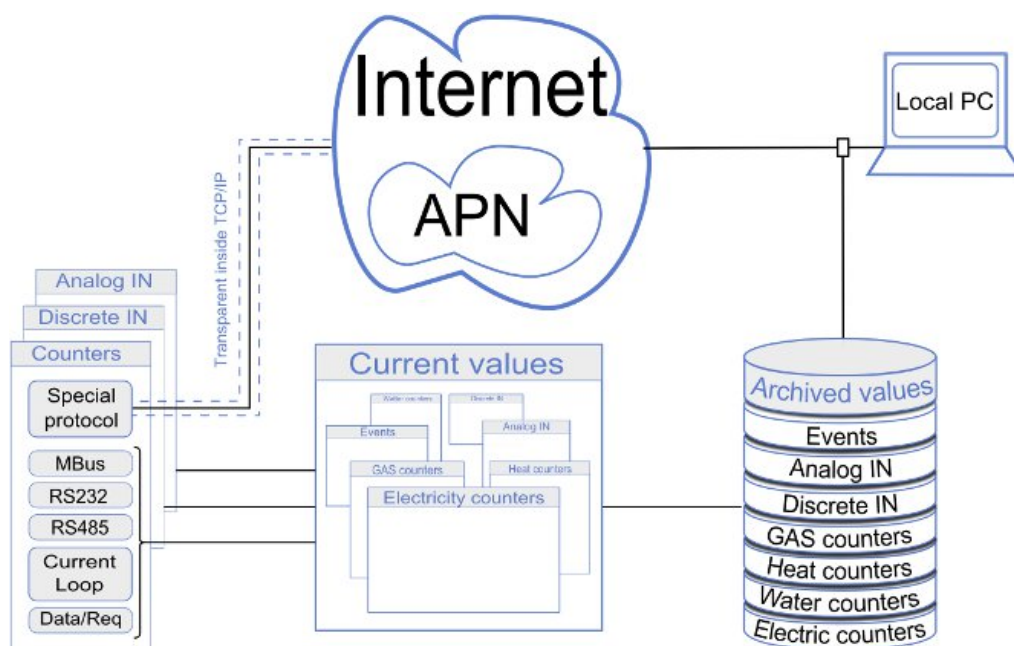 Internet
APN
Local PC
Transparent inside TCP/IP
Analog IN
Discrete IN
Counters
Special
protocol
MBus
RS232
RS485
Current
Loop
Data/Req
Current values
Water counters
Discrete IN
Events
Analog IN
GAS counters
Heat counters
Electricity counters
Archived values
Events
Analog IN
Discrete IN
GAS counters
Heat counters
Water counters
Electric counters